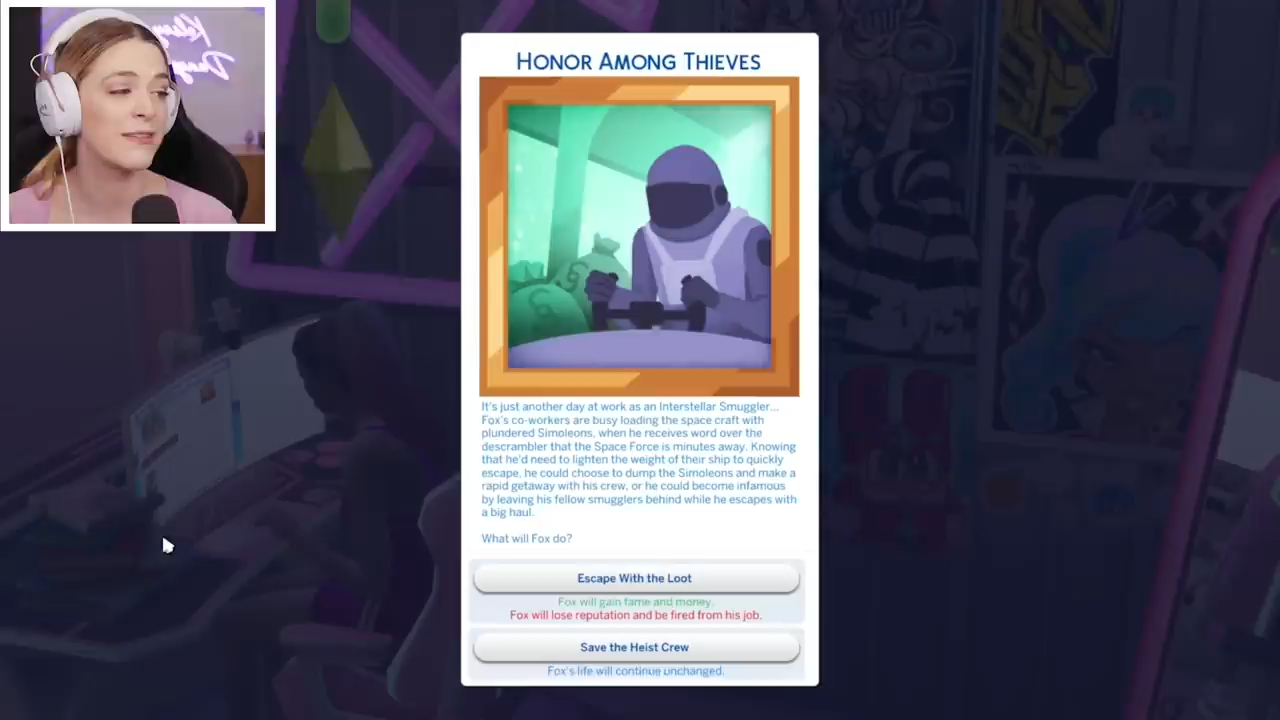 HONOR AMONG THIEVES
It's just another day at work as an Interstellar Smuggler...
Fox's co-workers are busy loading the space craft with
plundered Simoleons, when he receives word over the
descrambler that the Space Force is minutes away. Knowing
that he'd need to lighten the weight of their ship to quickly
escape, he could choose to dump the Simoleons and make a
rapid getaway with his crew, or he could become infamous
by leaving his fellow smugglers behind while he escapes with
a big haul.
What will Fox do?
Escape With the Loot
Fox will gain fame and money.
Fox will lose reputation and be fired from his job.
Save the Heist Crew
Fox's life will continue unchanged.